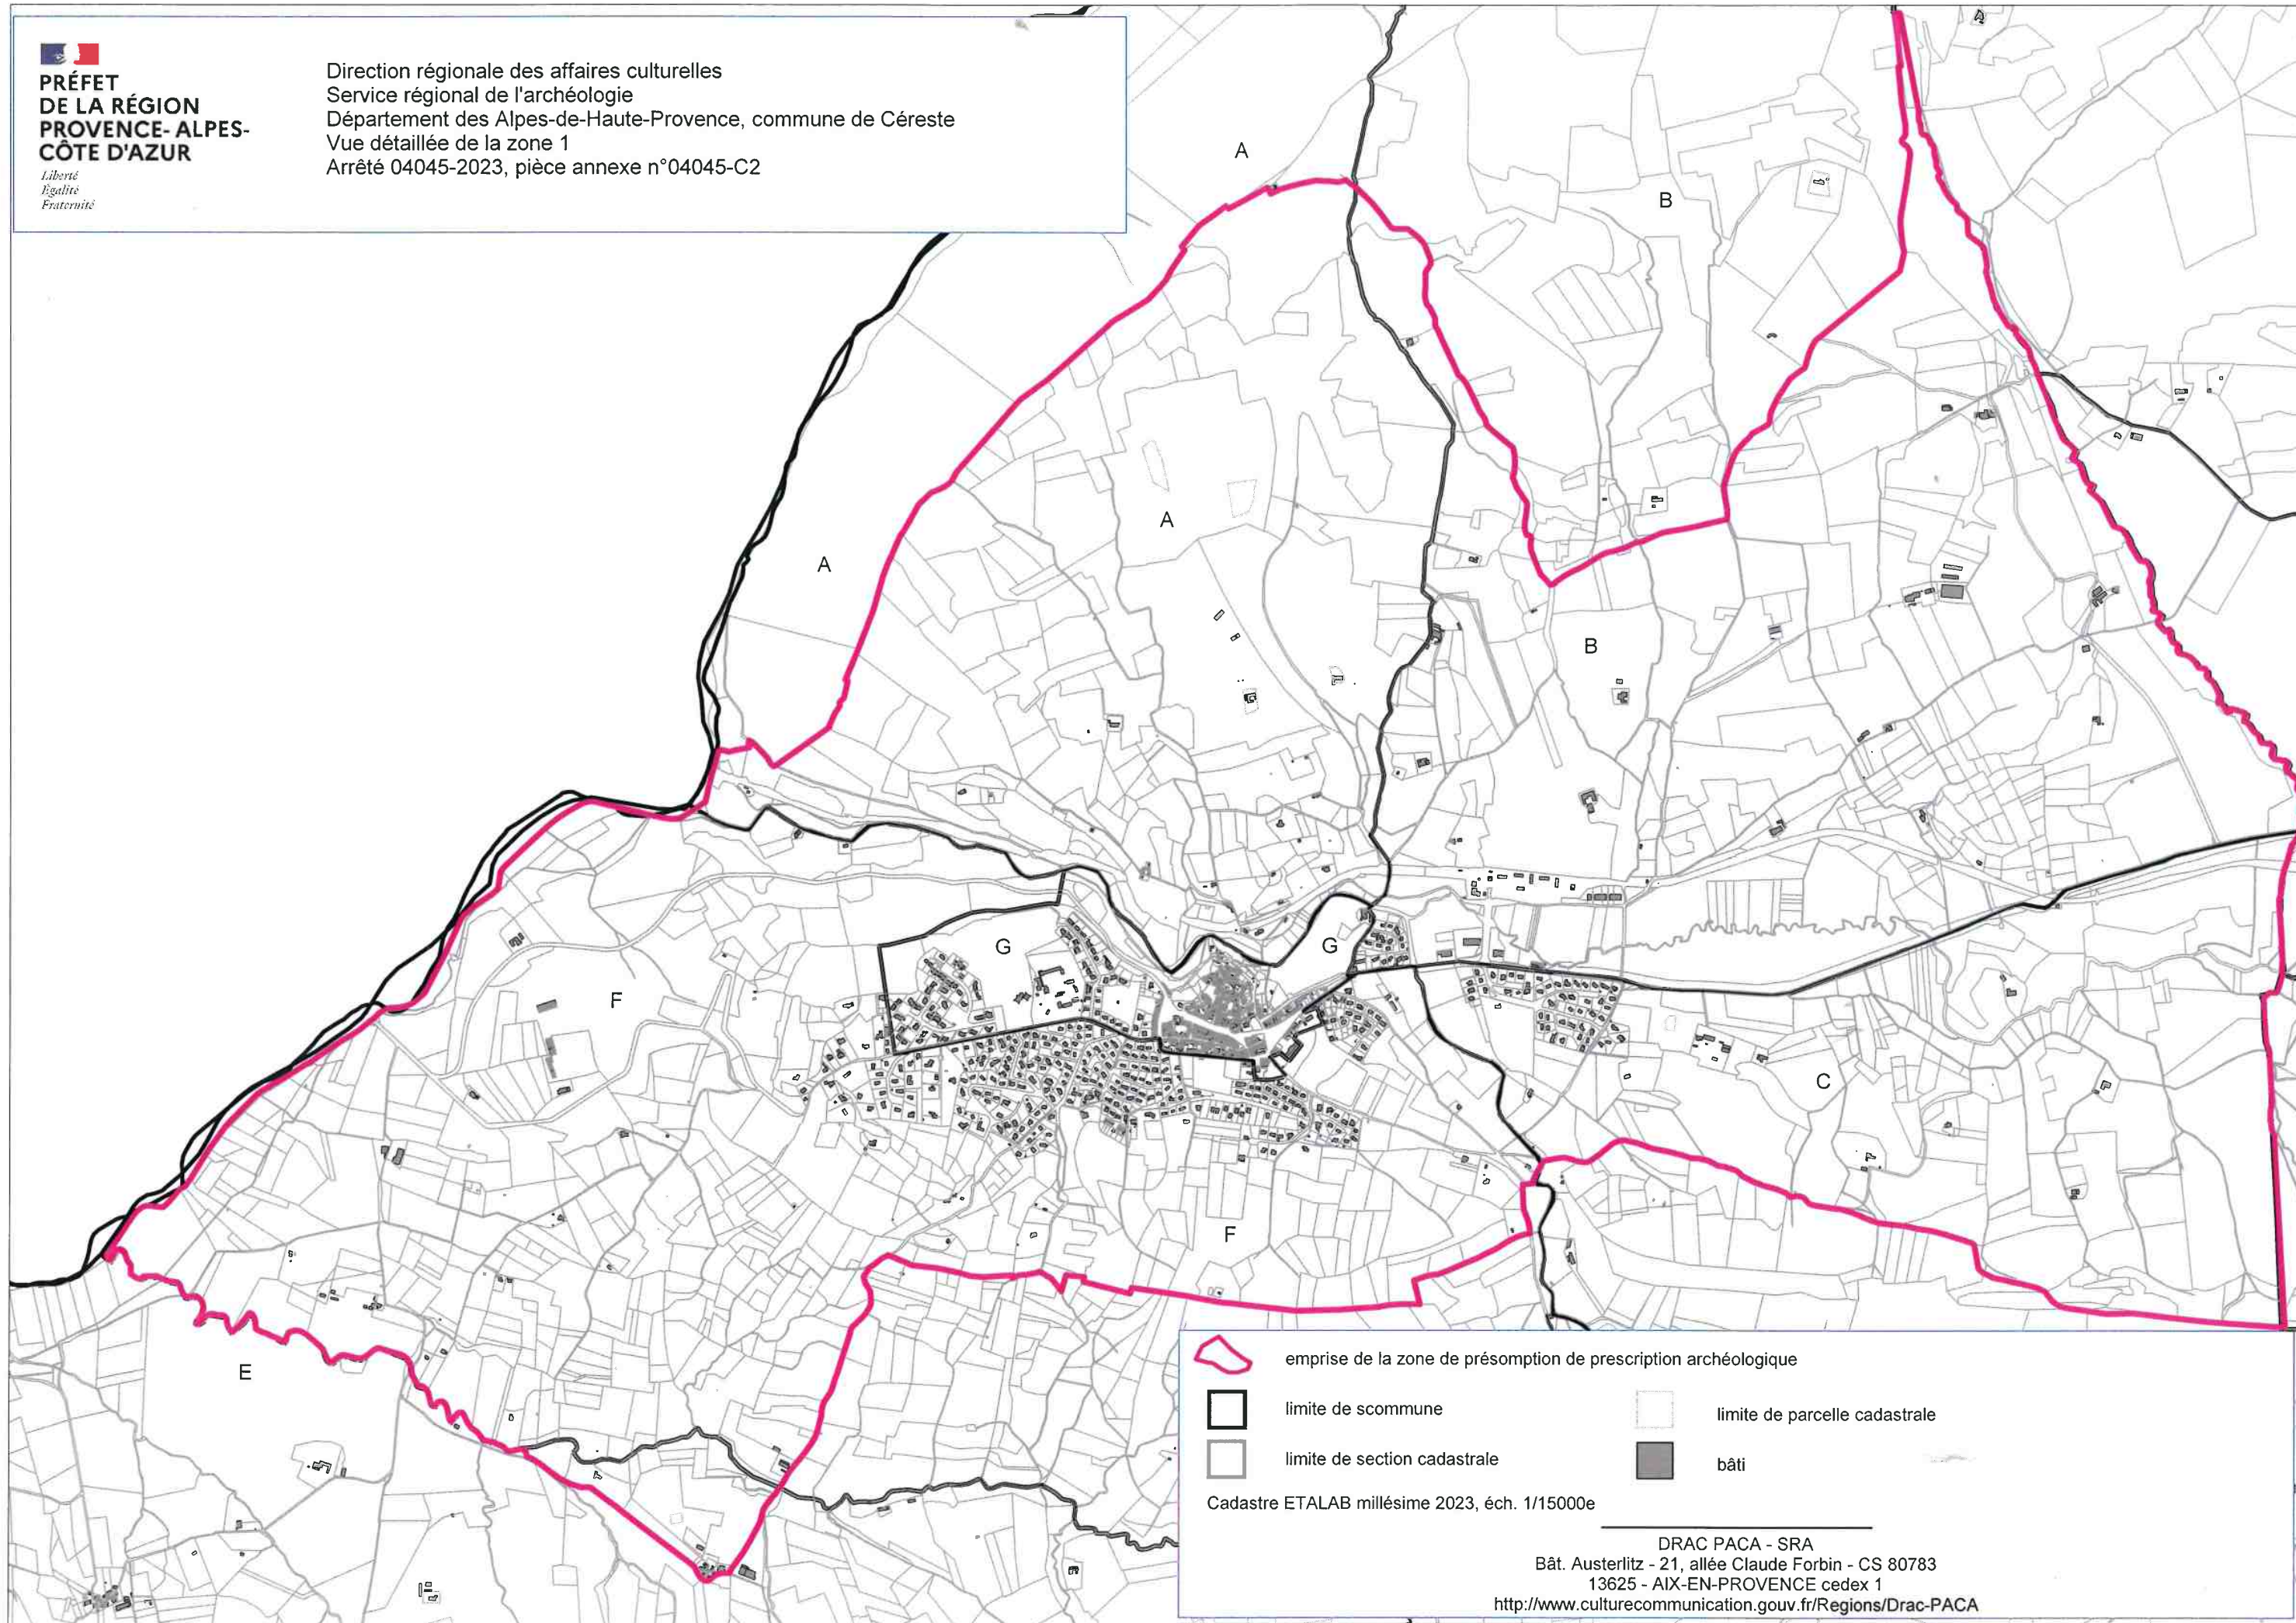 PRÉFET
DE LA RÉGION
PROVENCE- ALPES-
CÔTE D'AZUR
Liberté
Égalité
Fraternité
Direction régionale des affaires culturelles
Service régional de l'archéologie
Département des Alpes-de-Haute-Provence, commune de Céreste
Vue détaillée de la zone 1
Arrêté 04045-2023, pièce annexe n°04045-C2
A
B
A
A
B
G
G
F
C
F
E
emprise de la zone de présomption de prescription archéologique
limite de scommune
limite de parcelle cadastrale
limite de section cadastrale
bâti
Cadastre ETALAB millésime 2023, éch. 1/15000e
DRAC PACA - SRA
Bât. Austerlitz - 21, allée Claude Forbin - CS 80783
13625 - AIX-EN-PROVENCE cedex 1
http://www.culturecommunication.gouv.fr/Regions/Drac-PACA